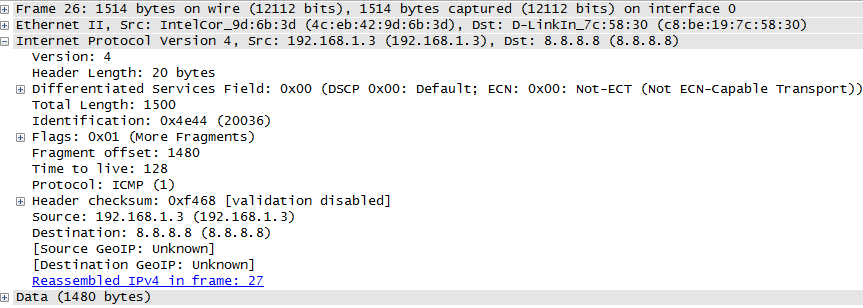 Frame 26: 1514 bytes on wire (12112 bits), 1514 bytes captured (12112 bits) on interface 0
Ethernet II, Src: IntelCor_9d:6b:3d (4c:eb:42:9d:6b:3d), Dst: D-LinkIn_7c:58:30 (c8:be:19:7c:58:30)
Internet Protocol Version 4, Src: 192.168.1.3 (192.168.1.3), Dst: 8.8.8.8 (8.8.8.8)
Version: 4
Header Length: 20 bytes
Differentiated Services Field: 0x00 (DSCP 0x00: Default; ECN: 0x00: Not-ECT (Not ECN-Capable Transport))
Total Length: 1500
Identification: 0x4e44 (20036)
Flags: 0x01 (More Fragments)
Fragment offset: 1480
Time to live: 128
Protocol: ICMP (1)
Header checksum: 0xf468 [validation disabled]
Source: 192.168.1.3 (192.168.1.3)
Destination: 8.8.8.8 (8.8.8.8)
[Source GeoIP: Unknown]
[Destination GeoIP: Unknown]
Reassembled IPv4 in frame: 27
Data (1480 bytes)